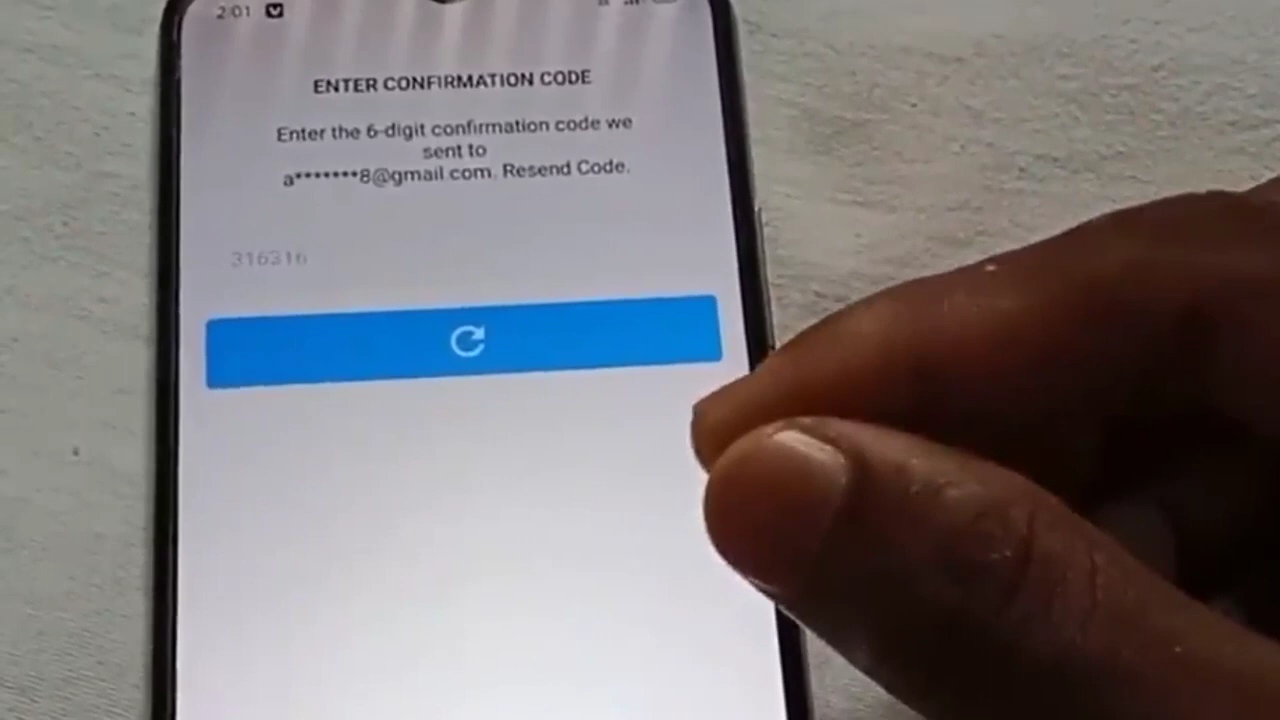 2:01
ENTER CONFIRMATION CODE
Enter the 6-digit confirmation code we
sent to
a*******8@gmail.com. Resend Code.
316316